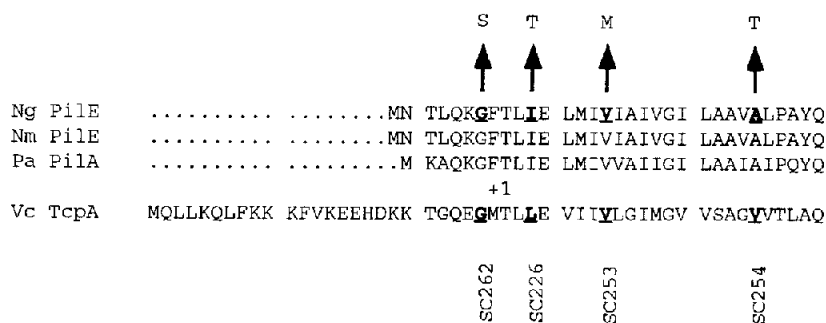 S T M T
Ng PilE .......... .......... ........MN TLQKGFTLIE LMIVIAIVGI LAAVALPAYQ
Nm PilE .......... .......... ........MN TLQKGFTLIE LMIVIAIVGI LAAVALPAYQ
Pa PilA .......... .......... .........M KAQKGFTLIE LMIVVAIIGI LAAIAIPQYQ
+1
Vc TcpA MQLLKQLFKK KFVKEEHDKK TGQEGMTLLE VIIVLGIMGV VSAGVVTLAQ
SC262 SC226 SC253 SC254